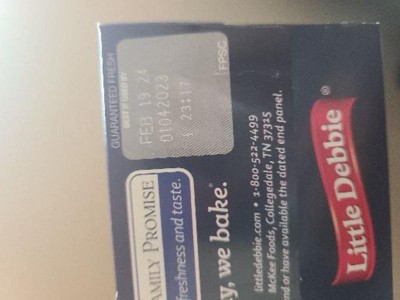 GUARANTEED FRESH
BEST IF USED BY
FEB 19 24
01042023
23:17
FPSG
FAMILY PROMISE
freshness and taste.
y, we bake.
littledebbie.com • 1-800-522-4499
McKee Foods, Collegedale, TN 37315
nd or have available the dated end panel.
Little Debbie®